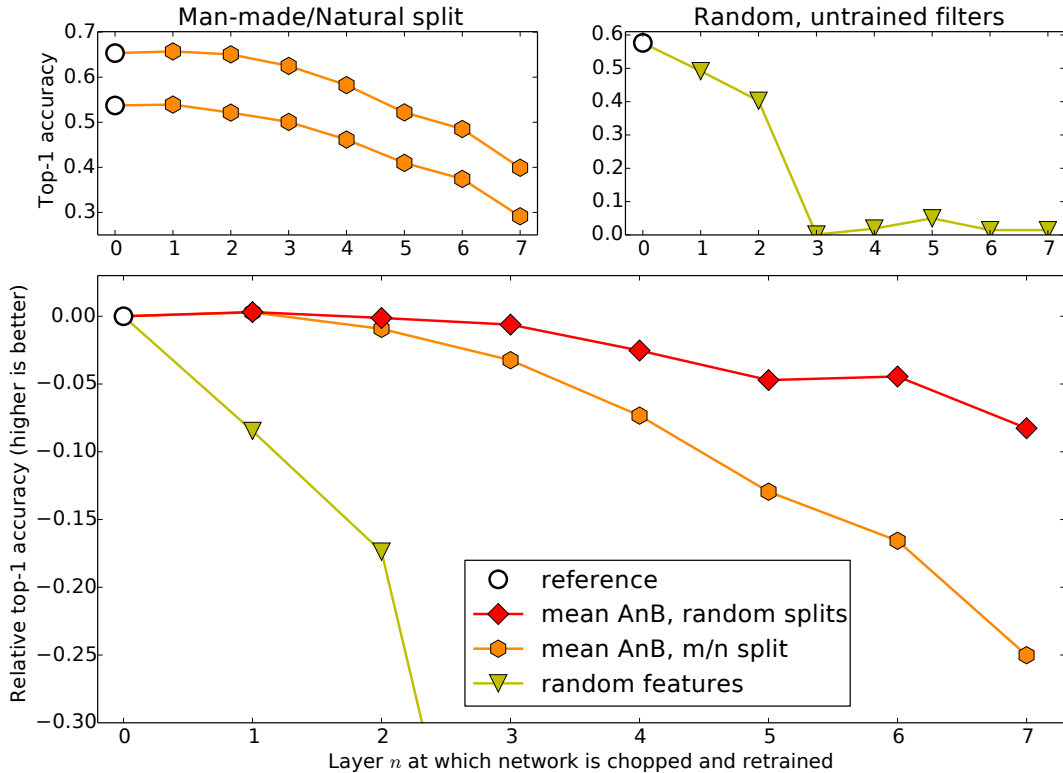 Man-made/Natural split
Random, untrained filters
Top-1 accuracy
0.7
0.6
0.5
0.4
0.3
0 1 2 3 4 5 6 7
0.6
0.5
0.4
0.3
0.2
0.1
0.0
0 1 2 3 4 5 6 7
Relative top-1 accuracy (higher is better)
0.00
−0.05
−0.10
−0.15
−0.20
−0.25
−0.30
reference
mean AnB, random splits
mean AnB, m/n split
random features
0 1 2 3 4 5 6 7
Layer n at which network is chopped and retrained